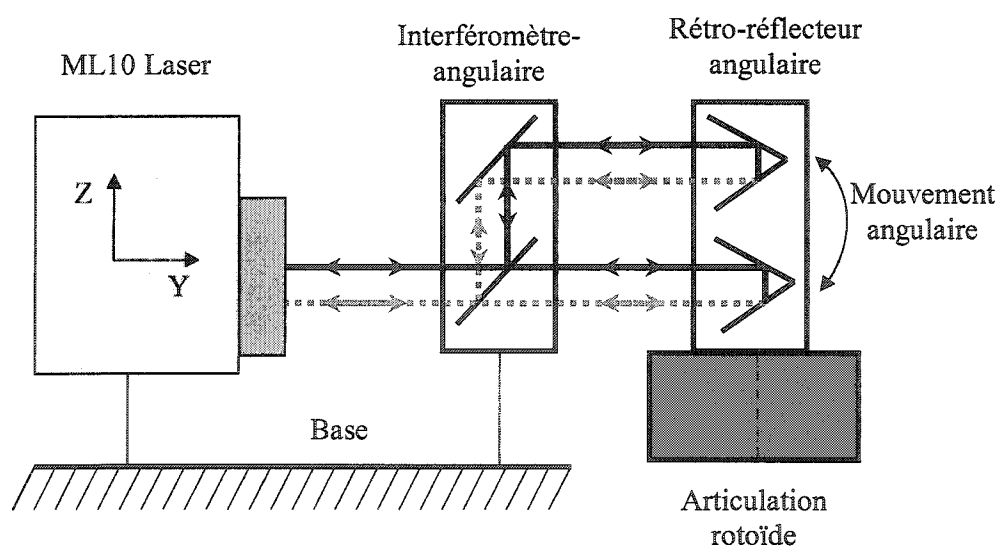 ML10 Laser
Interféromètre-
angulaire
Rétro-réflecteur
angulaire
Z
Y
Mouvement
angulaire
Base
Articulation
rotoïde